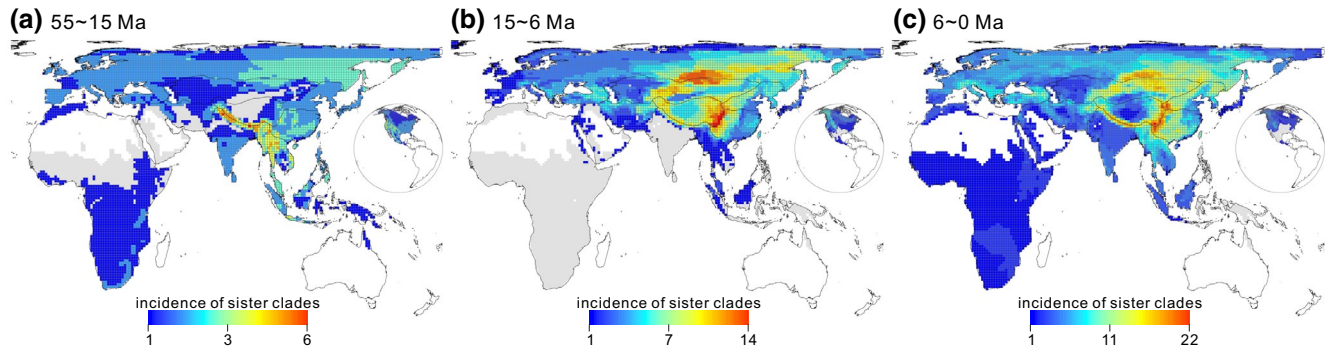 (a) 55~15 Ma
(b) 15~6 Ma
(c) 6~0 Ma
incidence of sister clades
1 3 6
incidence of sister clades
1 7 14
incidence of sister clades
1 11 22